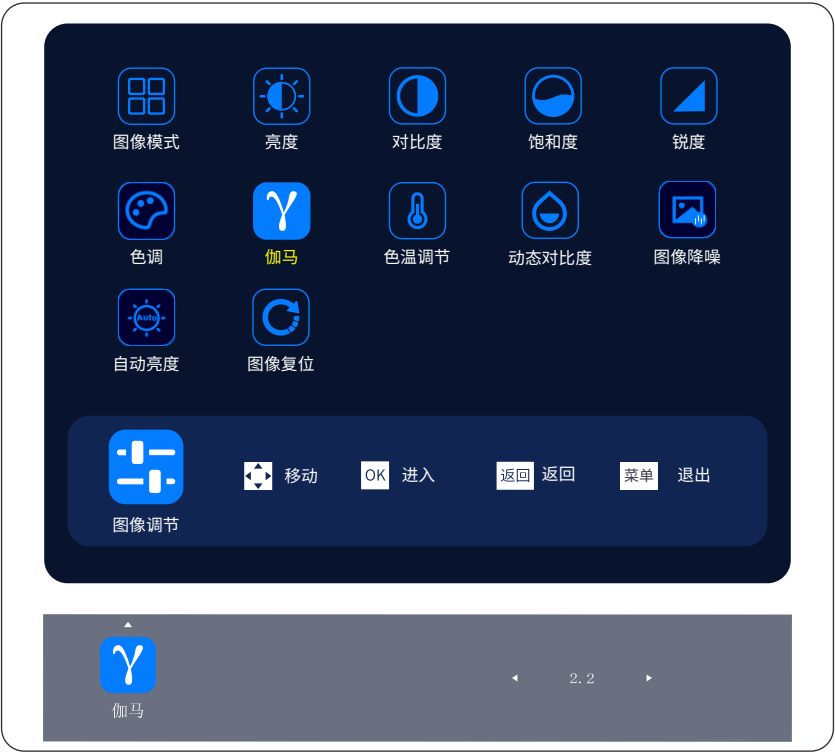 图像模式 亮度 对比度 饱和度 锐度
γ
色调 伽马 色温调节 动态对比度 图像降噪
Auto
自动亮度 图像复位
移动 OK 进入 返回 返回 菜单 退出
图像调节
γ
2.2
伽马